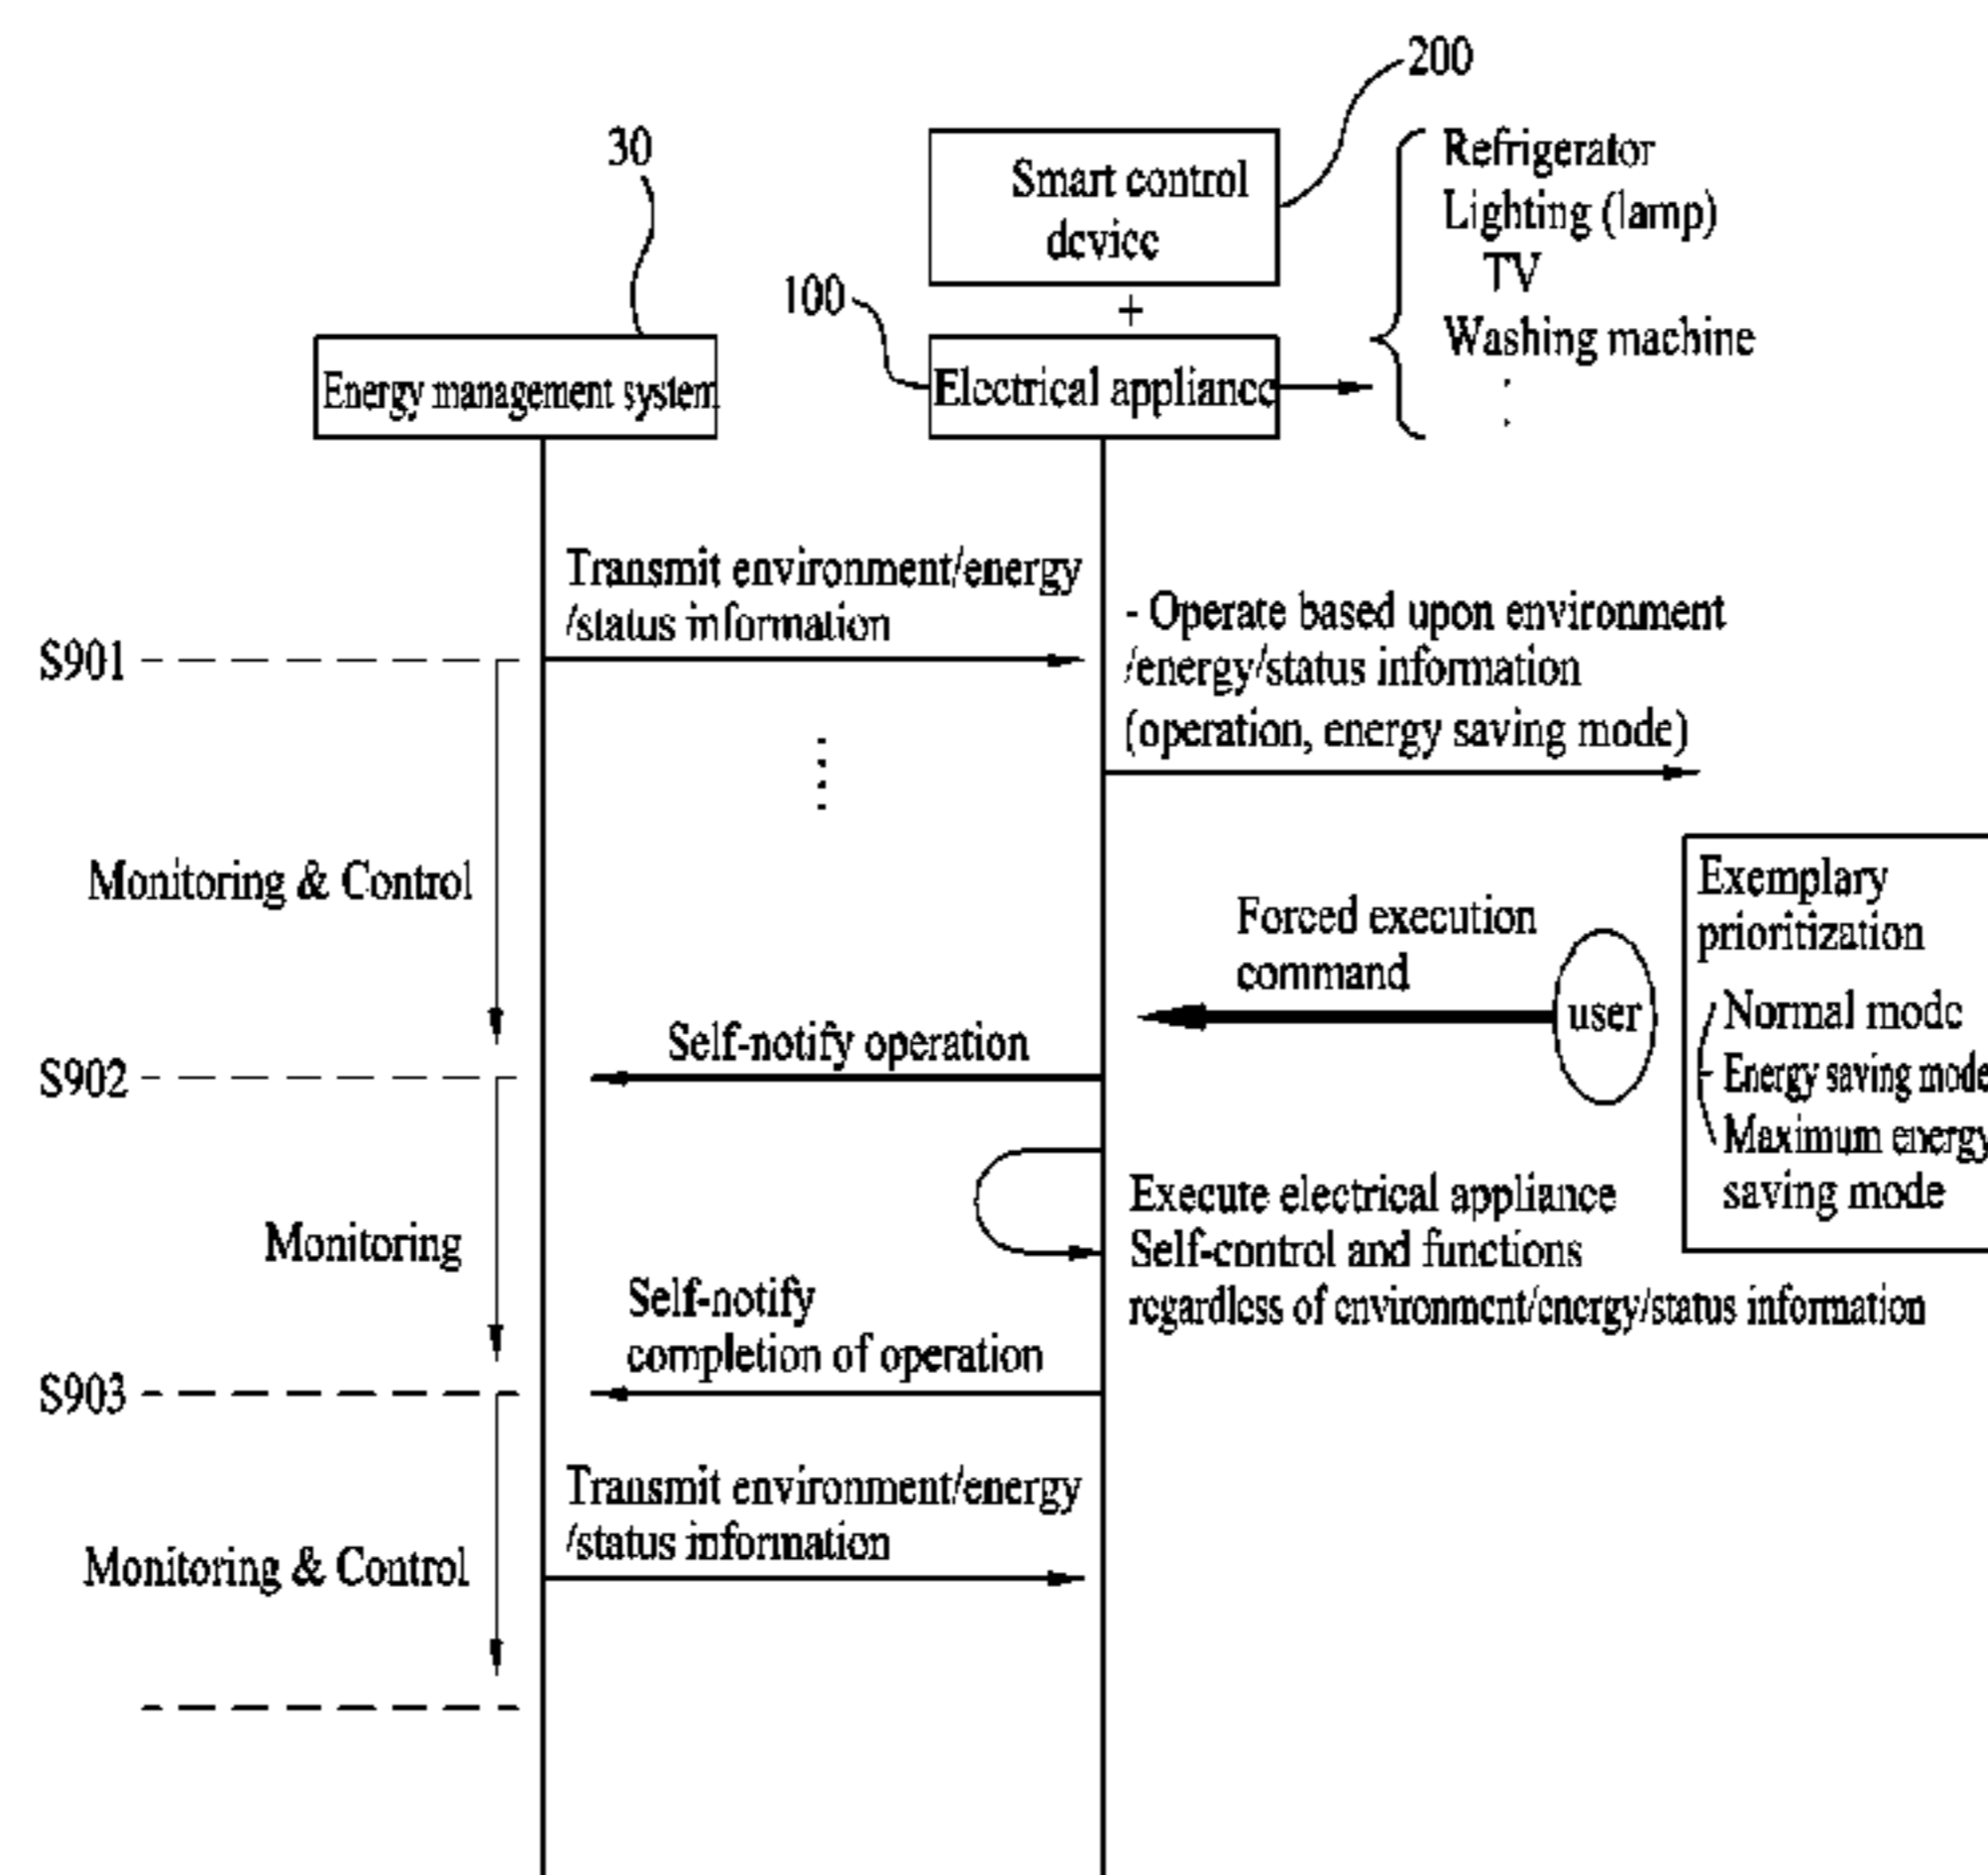 200
30
Smart control
device
Refrigerator
Lighting (lamp)
TV
Washing machine
100
+
Energy management system
Electrical appliance
Transmit environment/energy
/status information
S901
- Operate based upon environment
/energy/status information
(operation, energy saving mode)
Monitoring & Control
Forced execution
command
user
Exemplary
prioritization
Normal mode
Energy saving mode
Maximum energy
saving mode
Self-notify operation
S902
Monitoring
Execute electrical appliance
Self-control and functions
regardless of environment/energy/status information
Self-notify
completion of operation
S903
Transmit environment/energy
/status information
Monitoring & Control